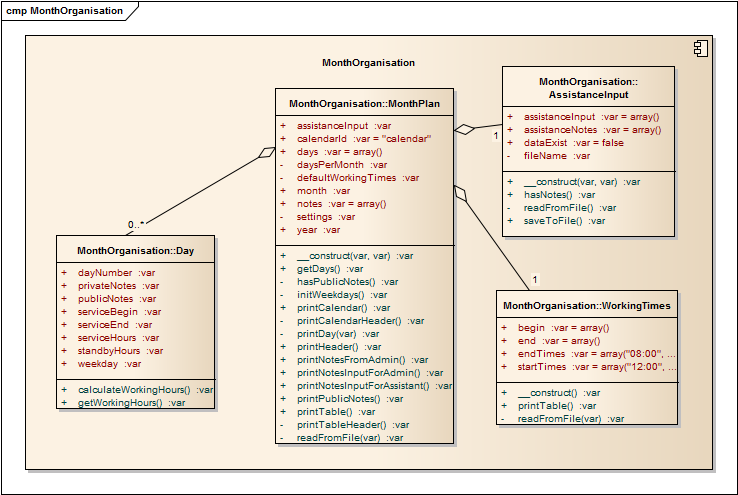 cmp MonthOrganisation
MonthOrganisation
MonthOrganisation::MonthPlan
+ assistanceInput :var
+ calendarId :var = "calendar"
+ days :var = array()
- daysPerMonth :var
- defaultWorkingTimes :var
+ month :var
+ notes :var = array()
- settings :var
+ year :var
+ __construct(var, var) :var
+ getDays() :var
- hasPublicNotes() :var
- initWeekdays() :var
+ printCalendar() :var
- printCalendarHeader() :var
- printDay(var) :var
+ printHeader() :var
+ printNotesFromAdmin() :var
+ printNotesInputForAdmin() :var
+ printNotesInputForAssistant() :var
+ printPublicNotes() :var
+ printTable() :var
- printTableHeader() :var
- readFromFile(var) :var
MonthOrganisation::
AssistanceInput
+ assistanceInput :var = array()
+ assistanceNotes :var = array()
+ dataExist :var = false
- fileName :var
+ __construct(var, var) :var
+ hasNotes() :var
- readFromFile() :var
+ saveToFile() :var
1
0..*
MonthOrganisation::Day
+ dayNumber :var
+ privateNotes :var
+ publicNotes :var
+ serviceBegin :var
+ serviceEnd :var
+ serviceHours :var
+ standbyHours :var
+ weekday :var
+ calculateWorkingHours() :var
+ getWorkingHours() :var
1
MonthOrganisation::WorkingTimes
+ begin :var = array()
+ end :var = array()
+ endTimes :var = array("08:00", ...
+ startTimes :var = array("12:00", ...
+ __construct() :var
+ printTable() :var
- readFromFile(var) :var